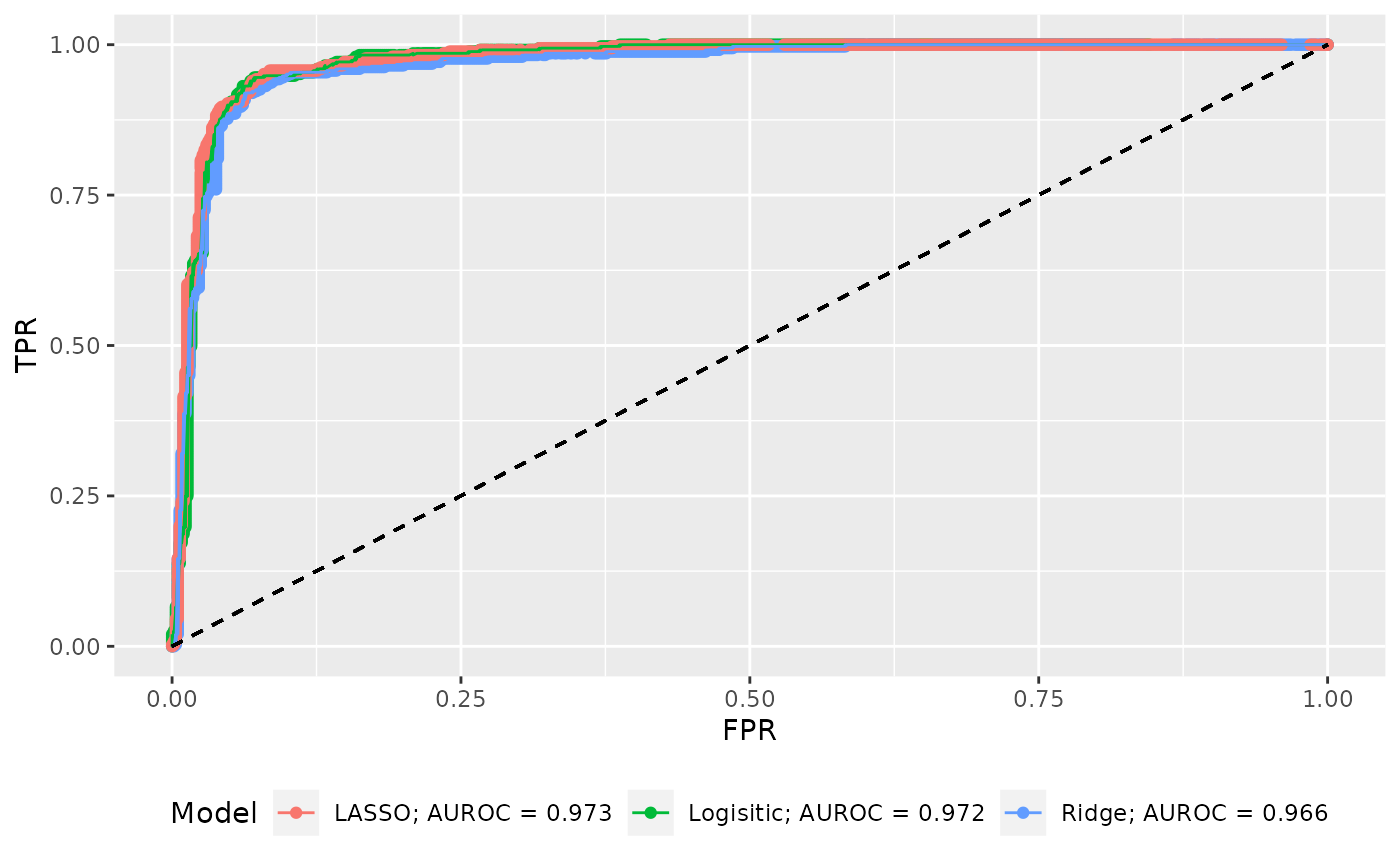 1.00
0.75
0.50
0.25
0.00
TPR
0.00 0.25 0.50 0.75 1.00
FPR
Model LASSO; AUROC = 0.973 Logisitic; AUROC = 0.972 Ridge; AUROC = 0.966